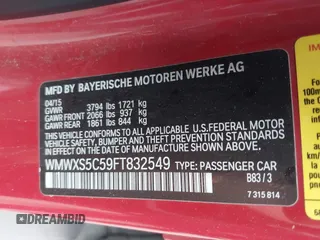 MFD BY BAYERISCHE MOTOREN WERKE AG
04/15
GVWR 3794 lbs 1721 kg
GAWR FRONT 2066 lbs 937 kg
GAWR REAR 1861 lbs 844 kg
THIS VEHICLE CONFORMS TO ALL APPLICABLE U.S. FEDERAL MOTOR
VEHICLE SAFETY, BUMPER, AND THEFT PREVENTION STANDARDS
IN EFFECT ON THE DATE OF MANUFACTURE SHOWN ABOVE.
WMWXS5C59FT832549 TYPE: PASSENGER CAR
B83/3
7 315 814
©DREAMBID